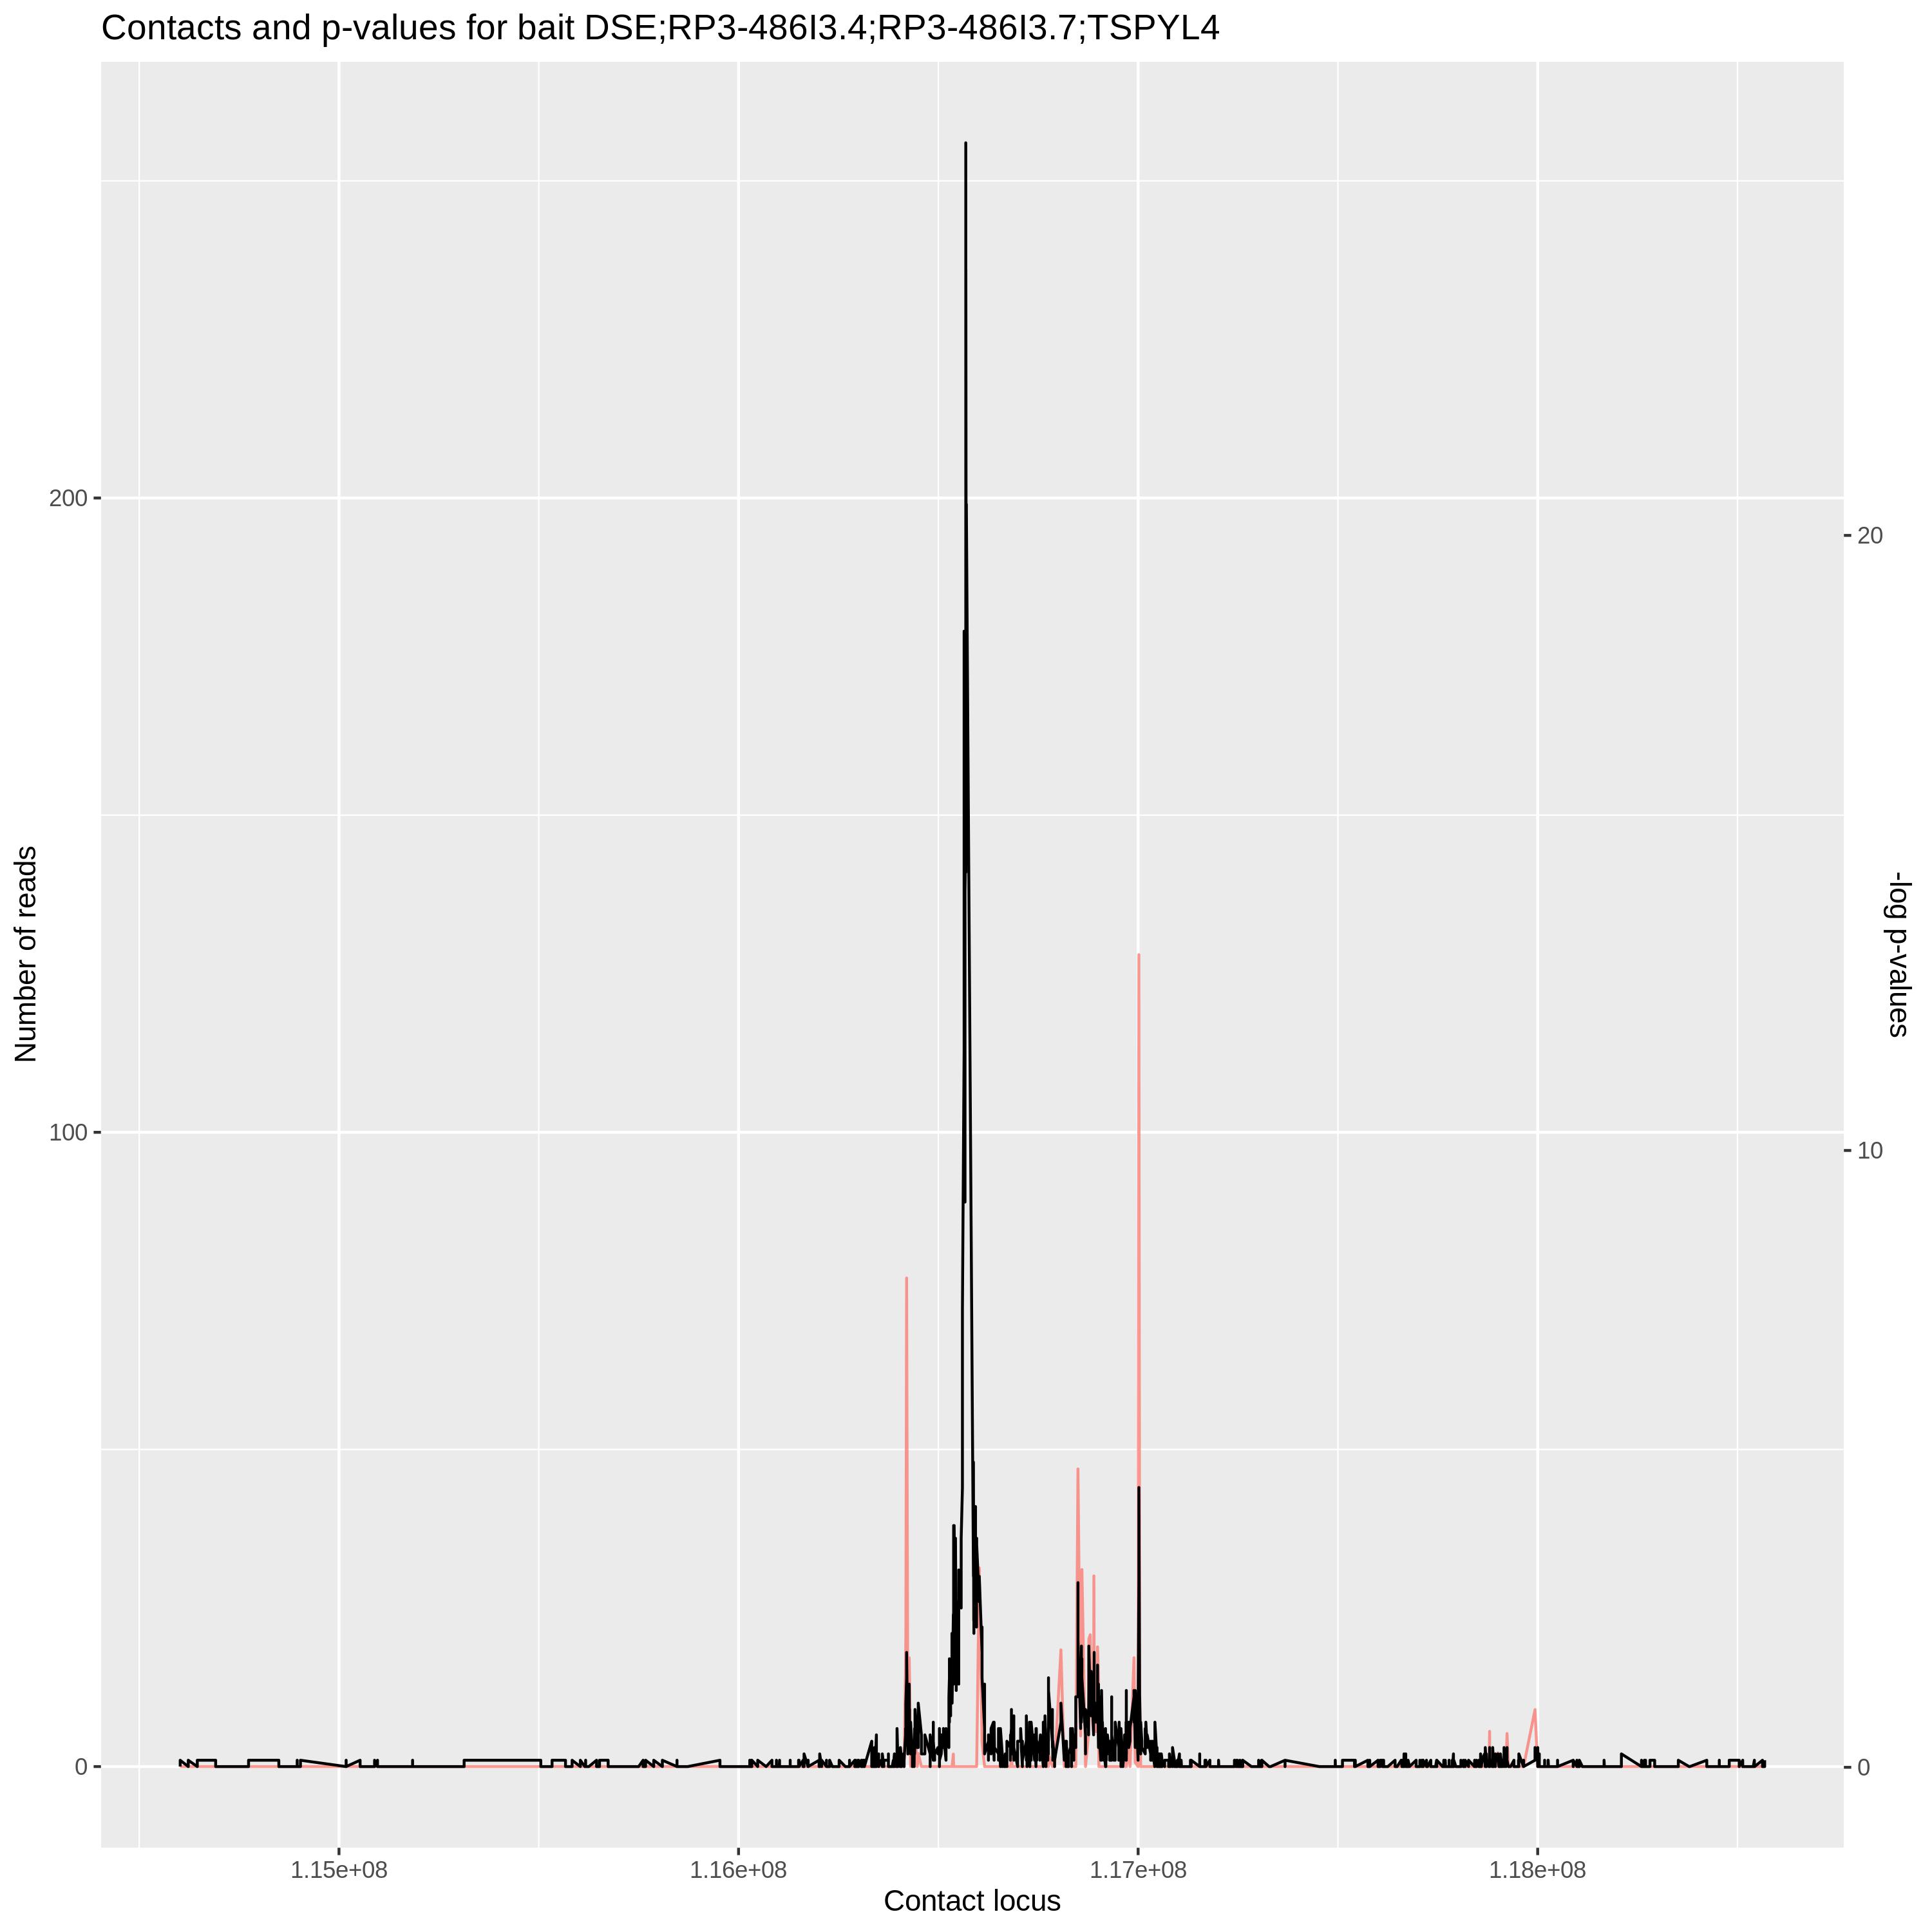 Contacts and p-values for bait DSE;RP3-486I3.4;RP3-486I3.7;TSPYL4
200
100
0
Number of reads
20
10
0
-log p-values
1.15e+08
1.16e+08
1.17e+08
1.18e+08
Contact locus